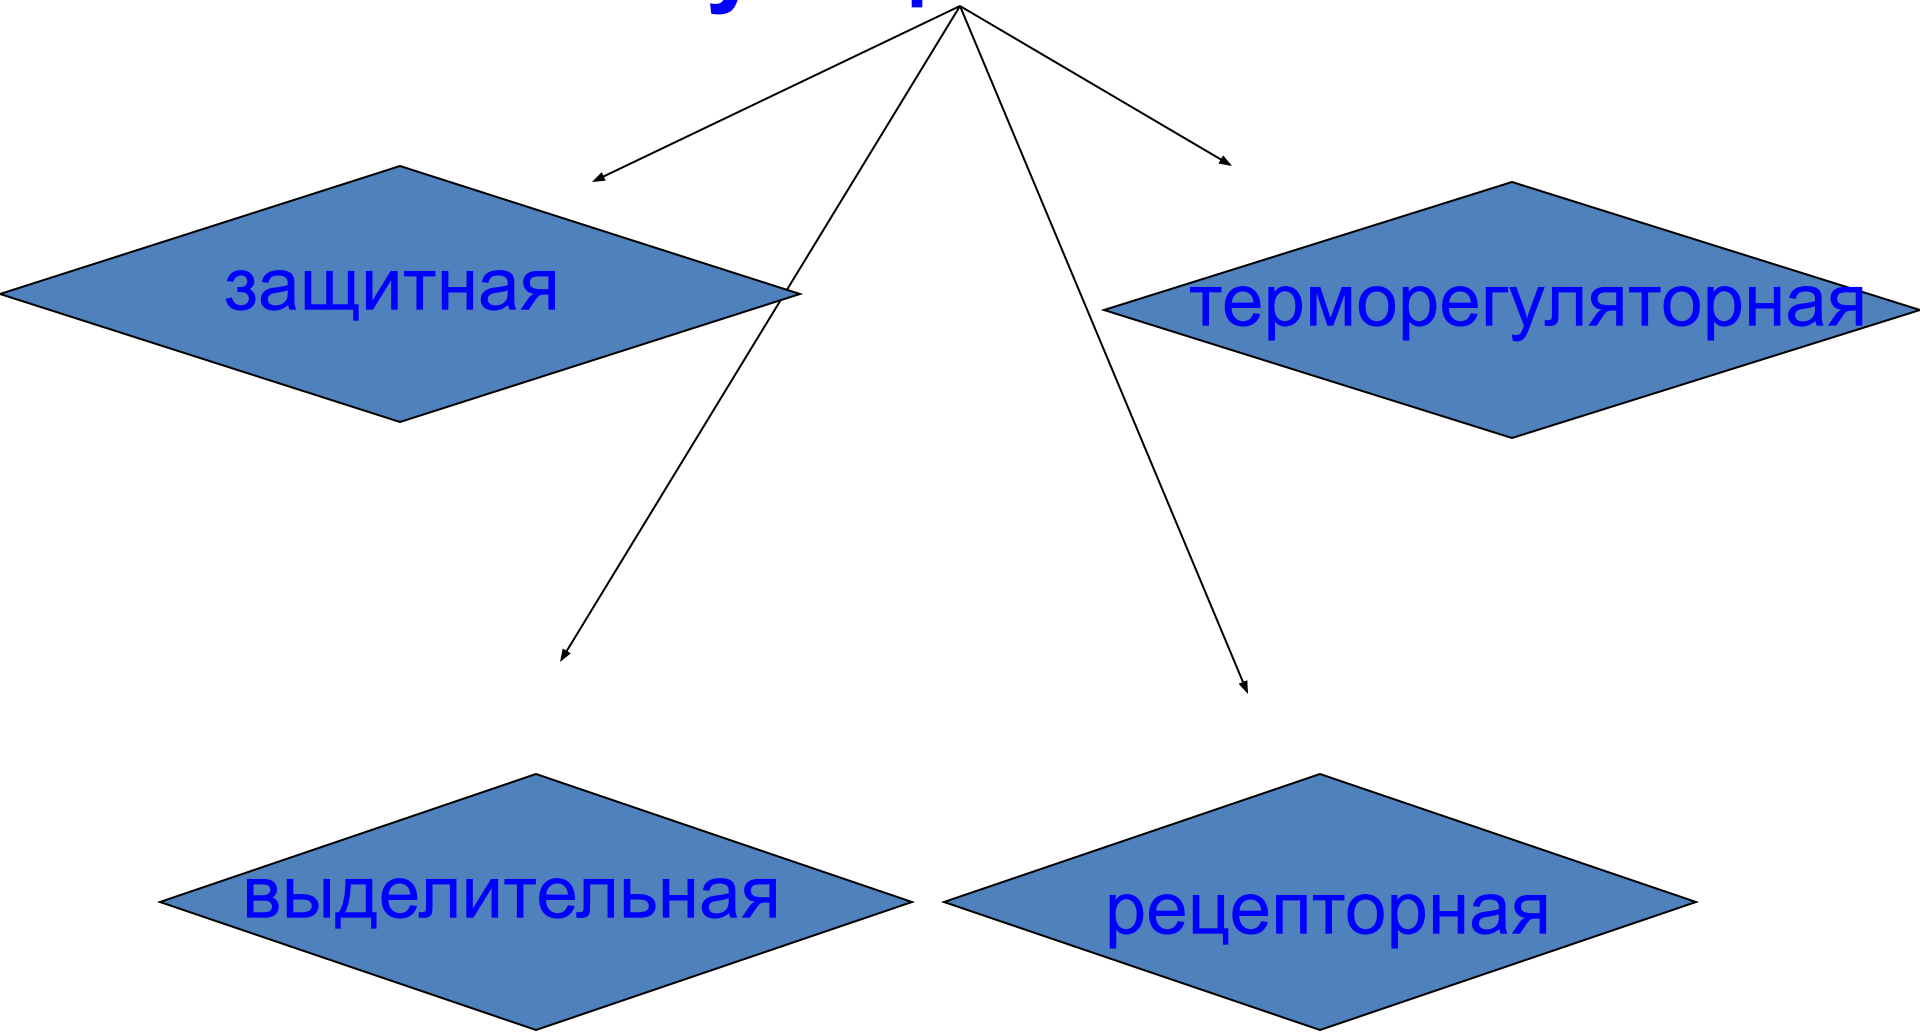 защитная
терморегуляторная
выделительная
рецепторная